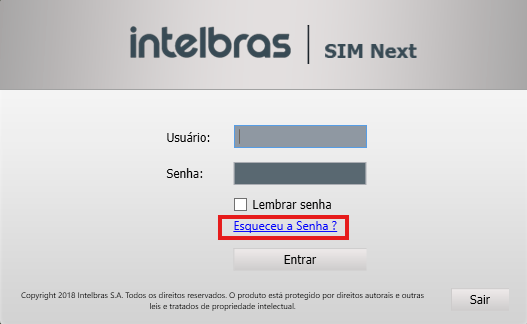 intelbras | SIM Next
Usuário:
Senha:
Lembrar senha
Esqueceu a Senha ?
Entrar
Copyright 2018 Intelbras S.A. Todos os direitos reservados. O produto está protegido por direitos autorais e outras
leis e tratados de propriedade intelectual.
Sair